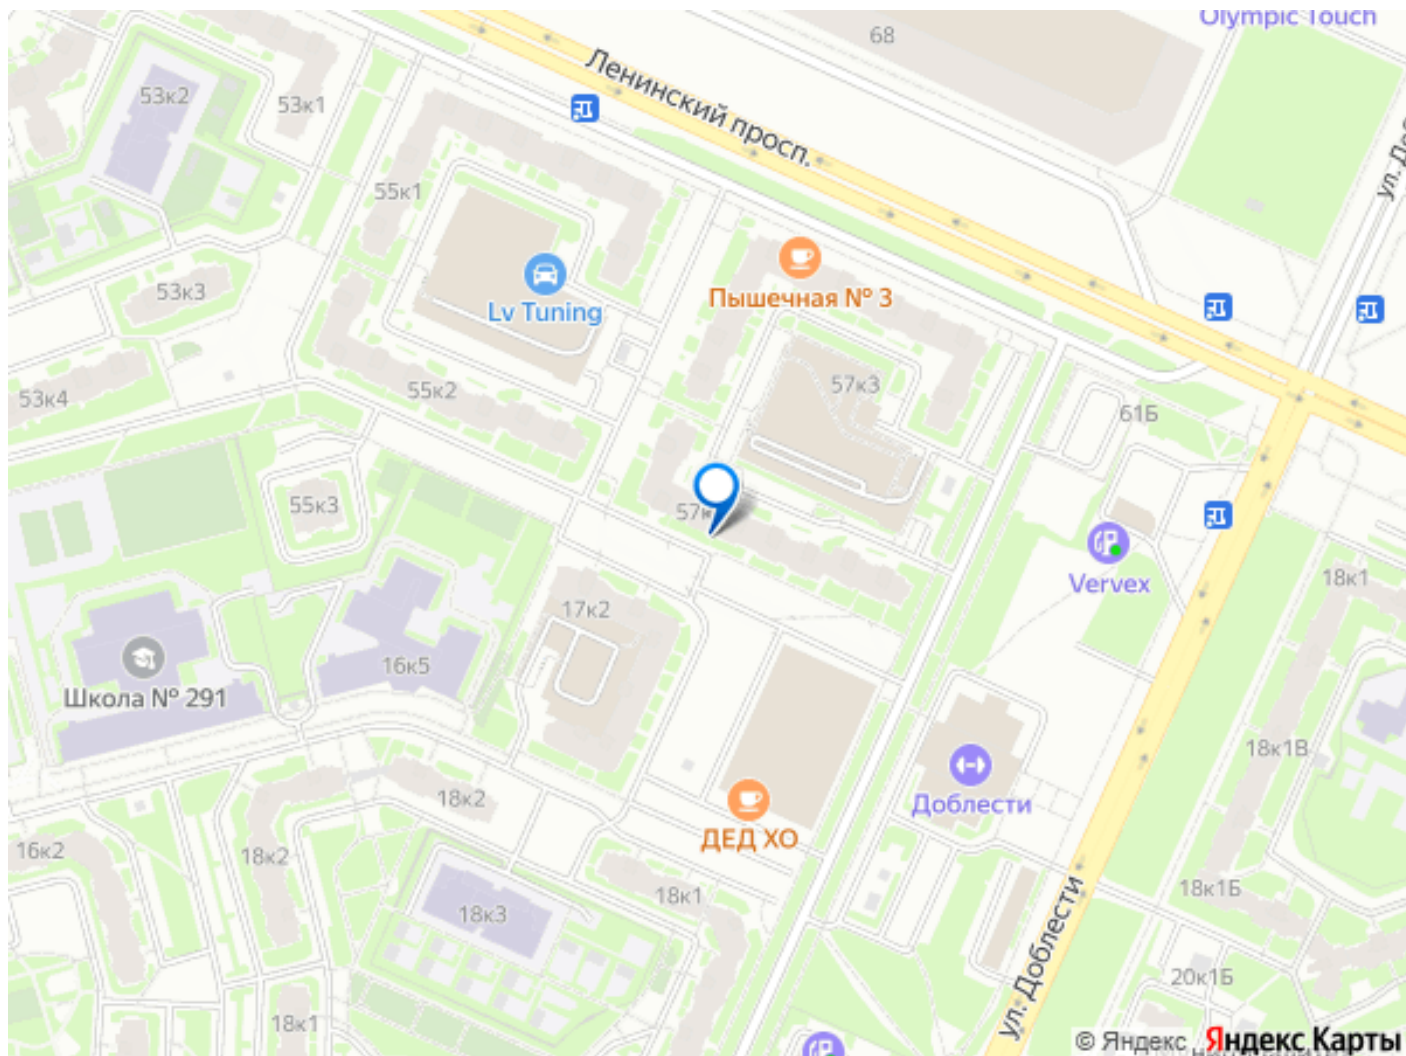 Olympic Touch
68
Ленинский просп.
53к2
53к1
55к1
Lv Tuning
53к3
Пышечная № 3
57к3
53к4
55к2
61Б
55к3
Vervex
18к1
17к2
16к5
Школа № 291
18к1В
Доблести
18к2
ДЕД ХО
16к2
18к2
18к1
18к1Б
18к3
ул. Доблести
20к1Б
18к1
© Яндекс Яндекс Карты